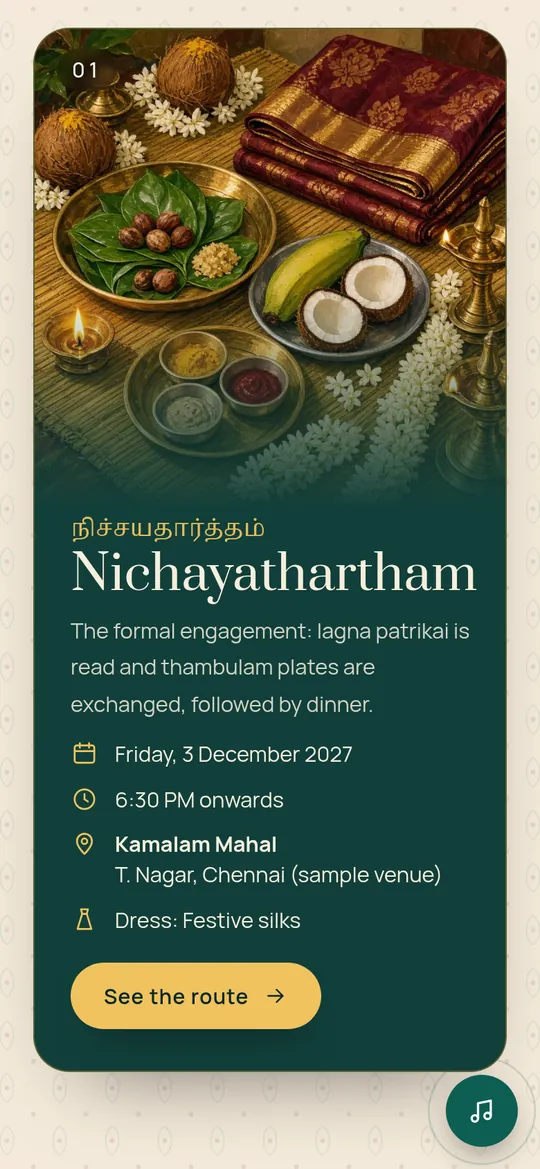 01
நிச்சயதார்த்தம்
Nichayathartham
The formal engagement: lagna patrikai is
read and thambulam plates are
exchanged, followed by dinner.
Friday, 3 December 2027
6:30 PM onwards
Kamalam Mahal
T. Nagar, Chennai (sample venue)
Dress: Festive silks
See the route →